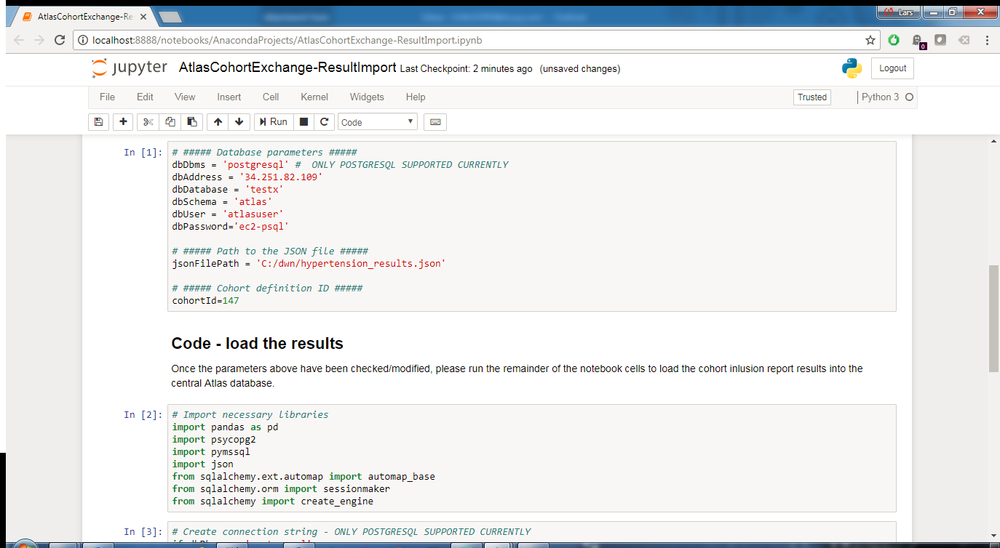 AtlasCohortExchange-Re
Lars
localhost:8888/notebooks/AnacondaProjects/AtlasCohortExchange-ResultImport.ipynb
0
jupyter AtlasCohortExchange-ResultImport Last Checkpoint: 2 minutes ago (unsaved changes)
Logout
File Edit View Insert Cell Kernel Widgets Help
Trusted
Python 3
Run
Code
In [1]:
# ##### Database parameters #####
dbDbms = 'postgresql' #  ONLY POSTGRESQL SUPPORTED CURRENTLY
dbAddress = '34.251.82.109'
dbDatabase = 'testx'
dbSchema = 'atlas'
dbUser = 'atlasuser'
dbPassword='ec2-psql'
# ##### Path to the JSON file #####
jsonFilePath = 'C:/dwn/hypertension_results.json'
# ##### Cohort definition ID #####
cohortId=147
Code - load the results
Once the parameters above have been checked/modified, please run the remainder of the notebook cells to load the cohort inlusion report results into the
central Atlas database.
In [2]:
# Import necessary libraries
import pandas as pd
import psycopg2
import pymssql
import json
from sqlalchemy.ext.automap import automap_base
from sqlalchemy.orm import sessionmaker
from sqlalchemy import create_engine
In [3]:
# Create connection string - ONLY POSTGRESQL SUPPORTED CURRENTLY